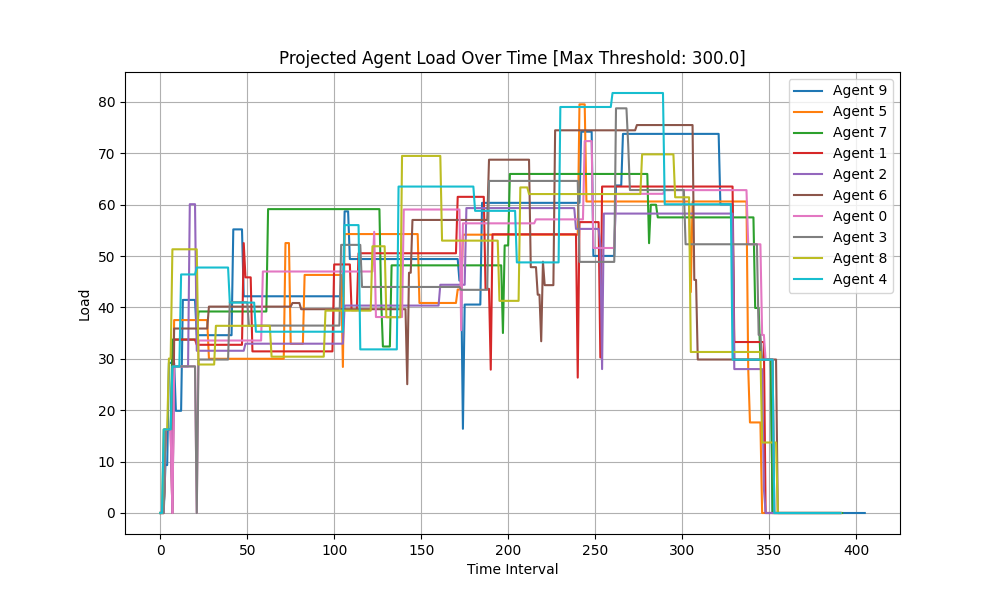 Projected Agent Load Over Time [Max Threshold: 300.0]
Load
80
70
60
50
40
30
20
10
0
0 50 100 150 200 250 300 350 400
Time Interval
Agent 9
Agent 5
Agent 7
Agent 1
Agent 2
Agent 6
Agent 0
Agent 3
Agent 8
Agent 4